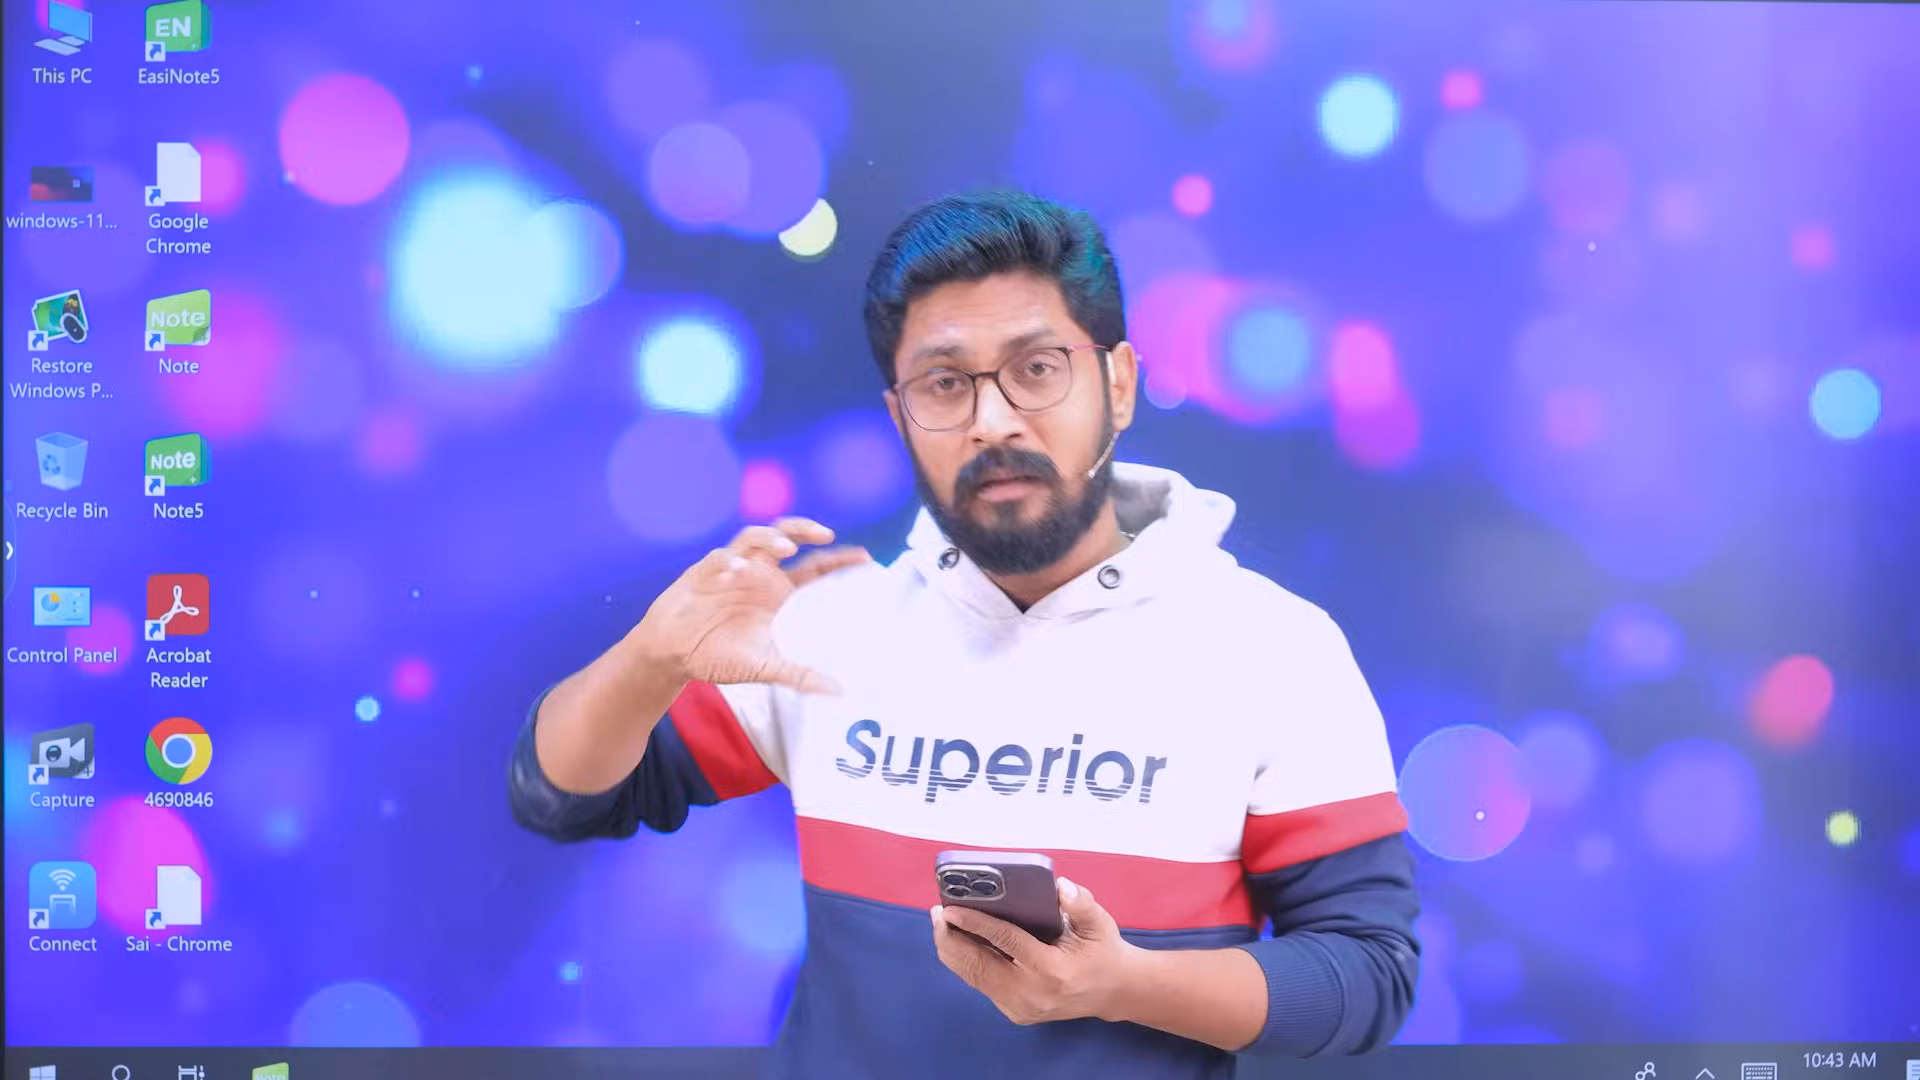 This PC
EN
EasiNote5
windows-11...
Google
Chrome
Restore
Windows P...
Note
Note
Recycle Bin
Note
Note5
Control Panel
Acrobat
Reader
Capture
4690846
Connect
Sai - Chrome
Superior
Note
10:43 AM